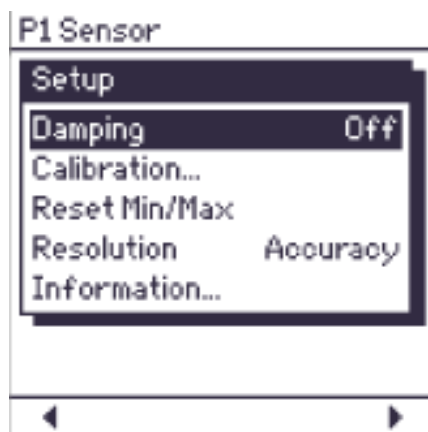 P1 Sensor
Setup
Damping Off
Calibration...
Reset Min/Max
Resolution Accuracy
Information...